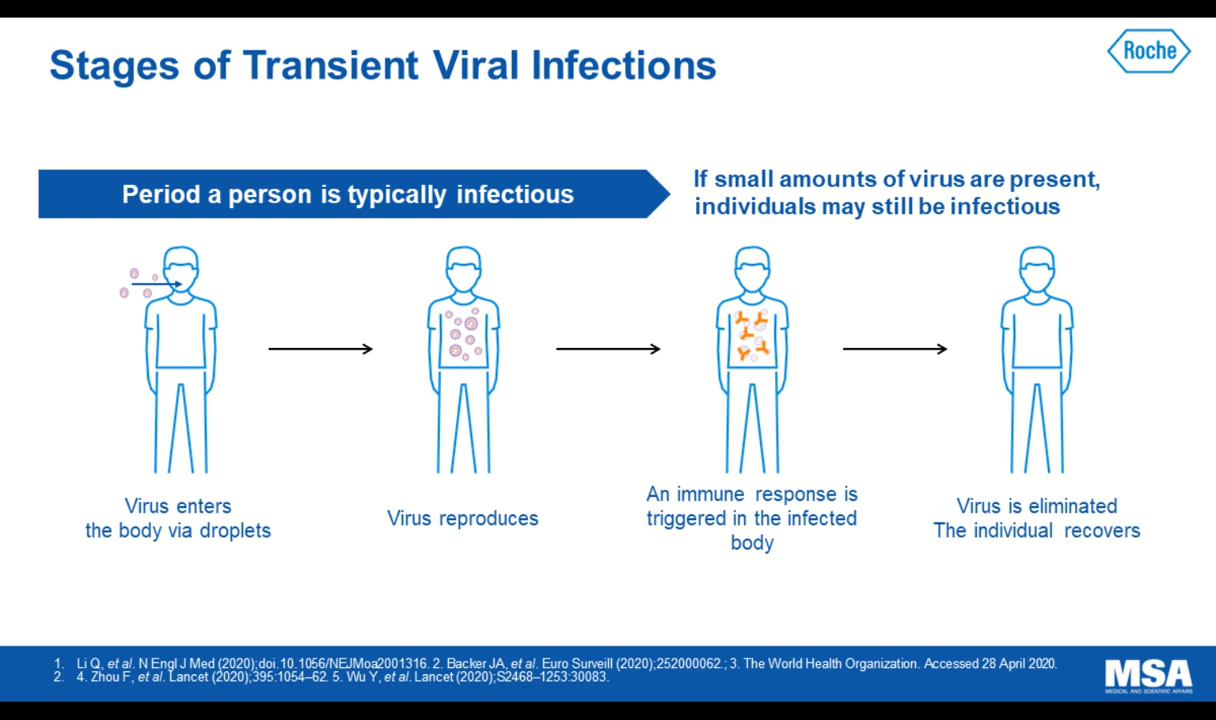 Stages of Transient Viral Infections
Roche
Period a person is typically infectious
If small amounts of virus are present,
individuals may still be infectious
Virus enters
the body via droplets
Virus reproduces
An immune response is
triggered in the infected
body
Virus is eliminated
The individual recovers
1. Li Q, et al. N Engl J Med (2020);doi.10.1056/NEJMoa2001316. 2. Backer JA, et al. Euro Surveill (2020);252000062.; 3. The World Health Organization. Accessed 28 April 2020.
2. 4. Zhou F, et al. Lancet (2020);395:1054–62. 5. Wu Y, et al. Lancet (2020);S2468–1253:30083.
MSA
MEDICAL AND SCIENTIFIC AFFAIRS